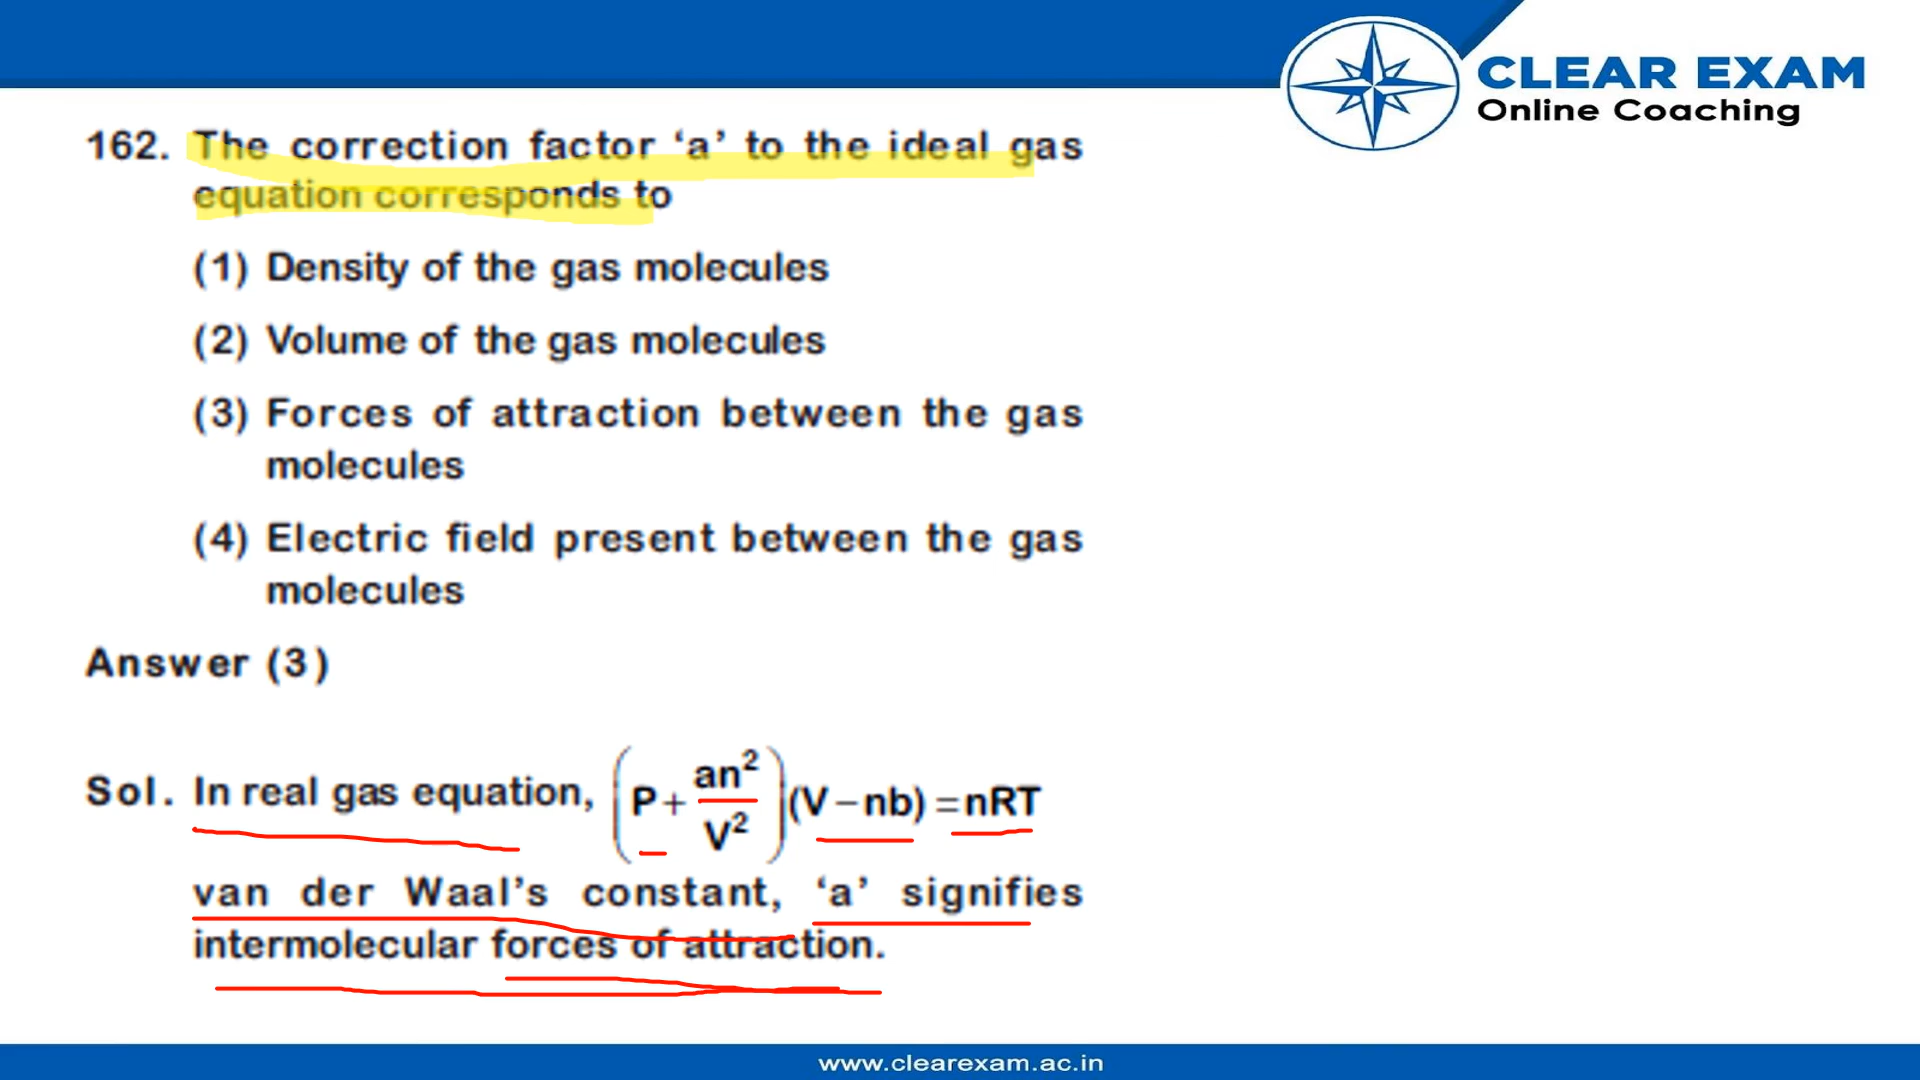 CLEAR EXAM
Online Coaching
162. The correction factor ‘a’ to the ideal gas
equation corresponds to
(1) Density of the gas molecules
(2) Volume of the gas molecules
(3) Forces of attraction between the gas
molecules
(4) Electric field present between the gas
molecules
Answer (3)
Sol. In real gas equation, (P + an²/V²)(V – nb) = nRT
van der Waal’s constant, ‘a’ signifies
intermolecular forces of attraction.
www.clearexam.ac.in